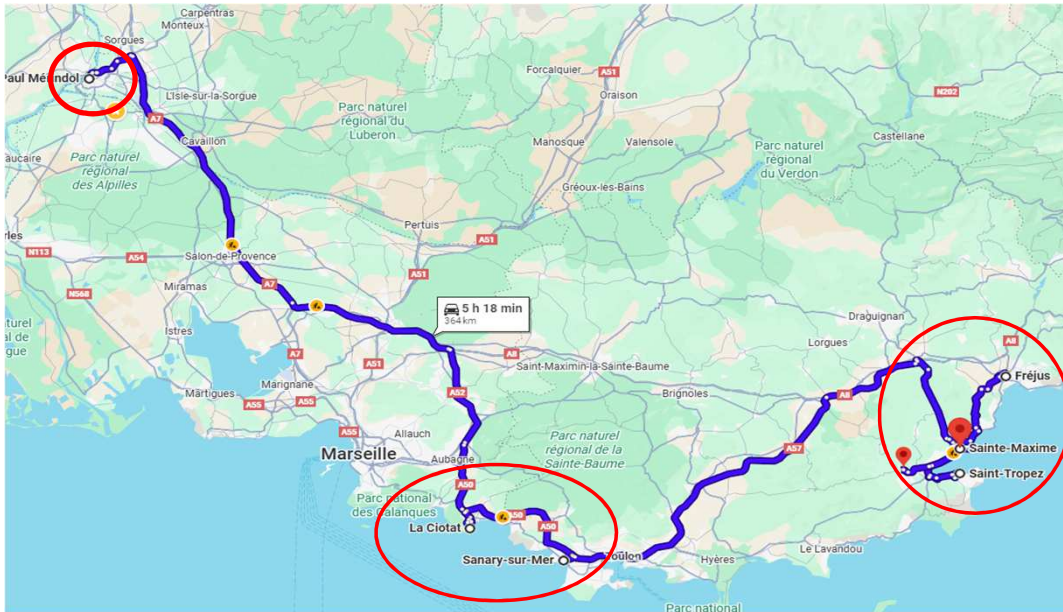 Carpentras
Monteux
Sorgues
Paul Mérindol
L'Isle-sur-la-Sorgue
A7
Cavaillon
Parc naturel
régional du
Luberon
Forcalquier
A51
Oraison
Manosque
Valensole
N202
Castellane
Parc naturel
régional
du Verdon
Gréoux-les-Bains
Parc naturel
régional
des Alpilles
Pertuis
A51
N113
A54
Salon-de-Provence
A7
A51
N568
Miramas
Istres
5 h 18 min
364 km
Draguignan
Lorgues
A8
A7
A51
A8
Saint-Maximin-la-Sainte-Baume
Fréjus
Marignane
Martigues
A55
A55
A52
Brignoles
A8
A55
Allauch
Marseille
Aubagne
Parc naturel
régional de la
Sainte-Baume
A57
Sainte-Maxime
Saint-Tropez
A50
Parc national
des Calanques
La Ciotat
A50
A50
Sanary-sur-Mer
Toulon
Hyères
Le Lavandou
Parc national